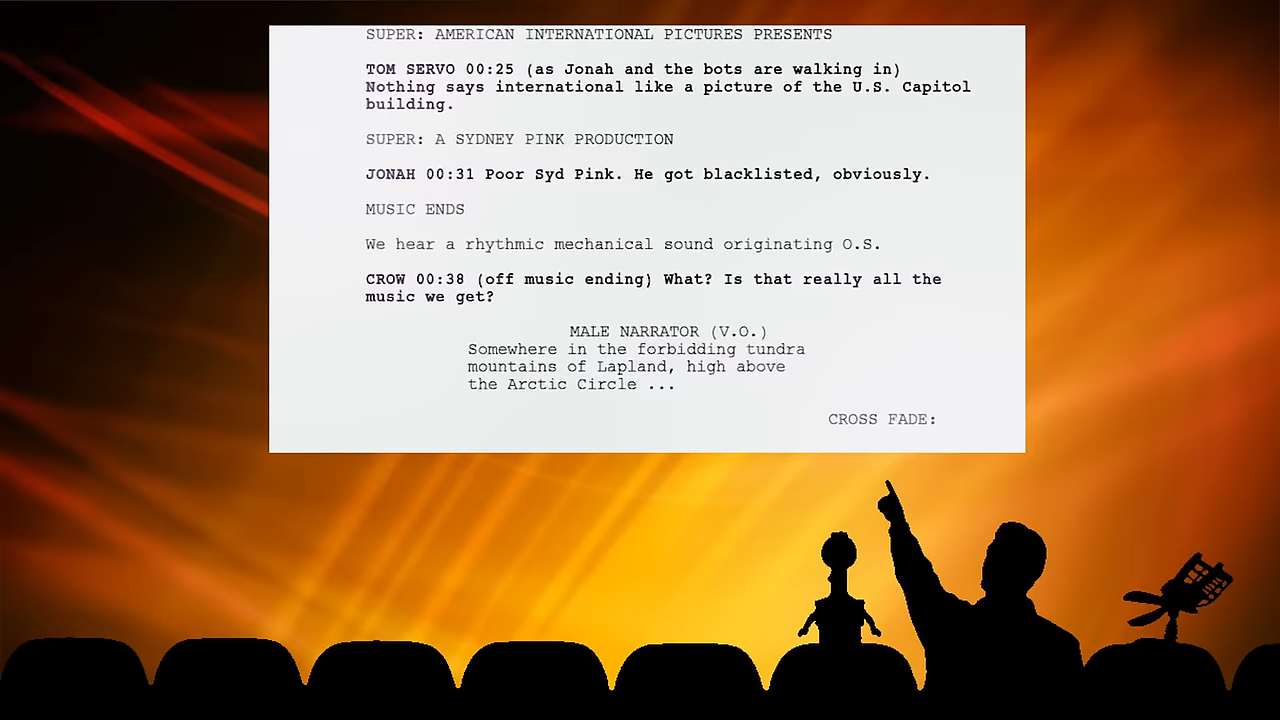 SUPER: AMERICAN INTERNATIONAL PICTURES PRESENTS
TOM SERVO 00:25 (as Jonah and the bots are walking in)
Nothing says international like a picture of the U.S. Capitol
building.
SUPER: A SYDNEY PINK PRODUCTION
JONAH 00:31 Poor Syd Pink. He got blacklisted, obviously.
MUSIC ENDS
We hear a rhythmic mechanical sound originating O.S.
CROW 00:38 (off music ending) What? Is that really all the
music we get?
MALE NARRATOR (V.O.)
Somewhere in the forbidding tundra
mountains of Lapland, high above
the Arctic Circle ...
CROSS FADE: